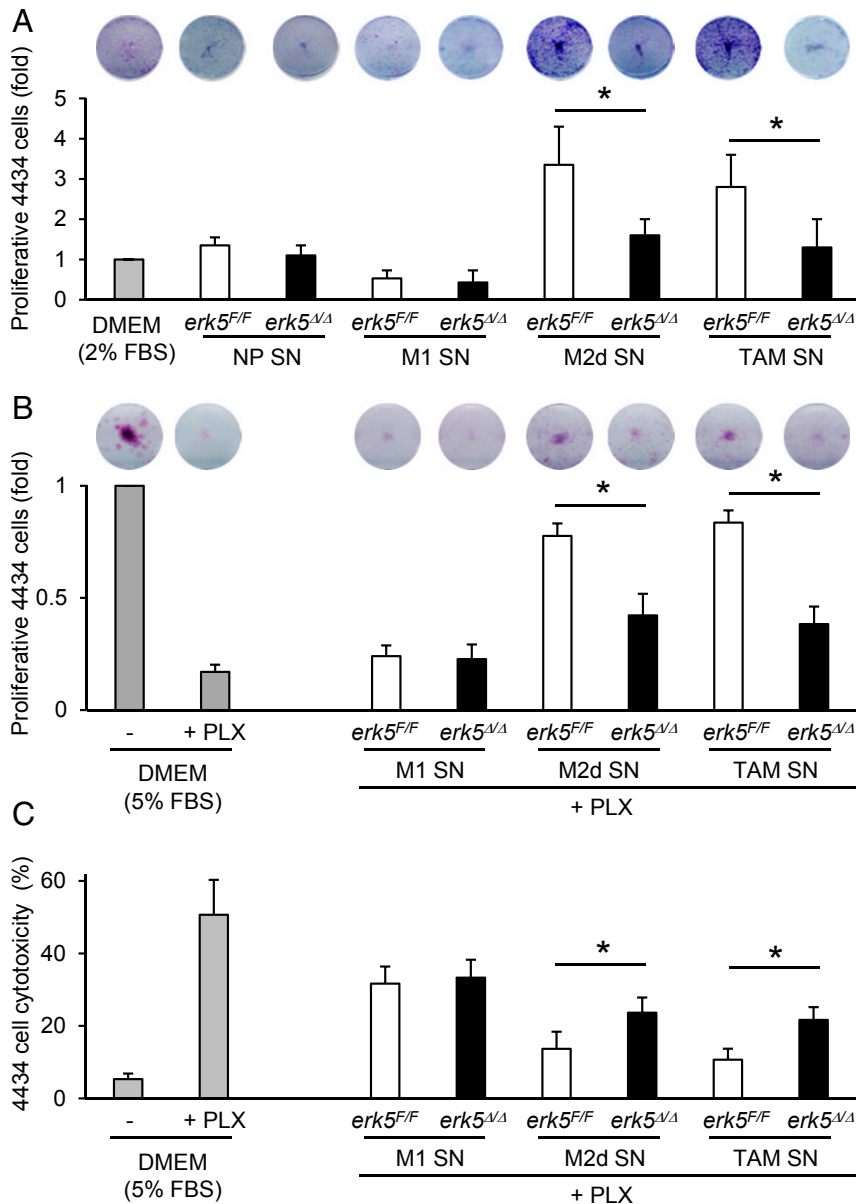 A
Proliferative 4434 cells (fold)
5
4
3
2
1
0
* *
DMEM
(2% FBS)
erk5F/F erk5Δ/Δ erk5F/F erk5Δ/Δ erk5F/F erk5Δ/Δ erk5F/F erk5Δ/Δ
NP SN M1 SN M2d SN TAM SN
B
Proliferative 4434 cells (fold)
1
0.5
0
* *
- + PLX erk5F/F erk5Δ/Δ erk5F/F erk5Δ/Δ erk5F/F erk5Δ/Δ
DMEM
(5% FBS)
M1 SN M2d SN TAM SN
+ PLX
C
4434 cell cytotoxicity (%)
60
40
20
0
* *
- + PLX erk5F/F erk5Δ/Δ erk5F/F erk5Δ/Δ erk5F/F erk5Δ/Δ
DMEM
(5% FBS)
M1 SN M2d SN TAM SN
+ PLX